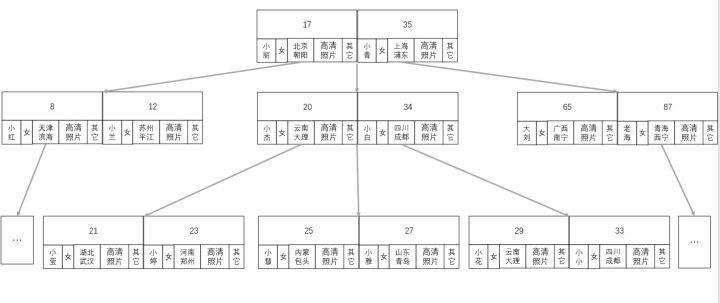 17 35
小丽 女 北京朝阳 高清照片 其它 小青 女 上海浦东 高清照片 其它
8 12 20 34 65 87
小红 女 天津滨海 高清照片 其它 小兰 女 苏州平江 高清照片 其它 小杰 女 云南大理 高清照片 其它 小白 女 四川成都 高清照片 其它 大刘 女 广西南宁 高清照片 其它 老海 女 青海西宁 高清照片 其它
... 21 23 25 27 29 33 ...
小莹 女 湖北武汉 高清照片 其它 小婷 女 河南郑州 高清照片 其它 小慧 女 内蒙包头 高清照片 其它 小雅 女 山东青岛 高清照片 其它 小花 女 云南大理 高清照片 其它 小小 女 四川成都 高清照片 其它